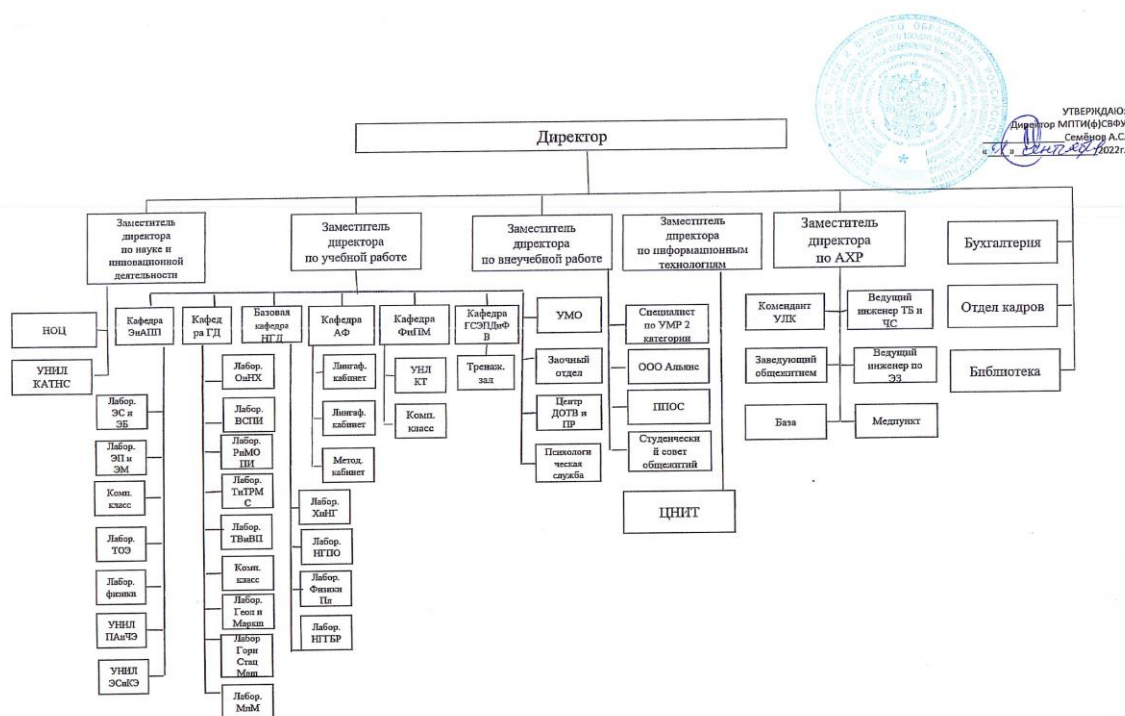 УТВЕРЖДАЮ:
Директор МПТИ(ф)СВФУ
Семёнов А.С.
2022г.
Директор
Заместитель
директора
по науке и
инновационной
деятельности
Заместитель
директора
по учебной работе
Заместитель
директора
по внеучебной работе
Заместитель
директора
по информационным
технологиям
Заместитель
директора
по АХР
Бухгалтерия
Отдел кадров
Библиотека
НОЦ
УНИЛ
КАТНС
Кафедра
ЭиАПП
Кафед
ра ГД
Базовая
кафедра
НГД
Кафедра
АФ
Кафедра
ФиПМ
Кафедра
ГСЭПДиФ
В
УМО
Заочный
отдел
Центр
ДОТВ и
ПР
Психологи
ческая
служба
Специалист
по УМР 2
категории
ООО Альянс
ППОС
Студенчески
й совет
общежитий
ЦНИТ
Комендант
УЛК
Ведущий
инженер ТБ и
ЧС
Заведующий
общежитием
Ведущий
инженер по
ЭЗ
База
Медпункт
Лабор.
ЭС и
ЭБ
Лабор.
ЭП и
ЭМ
Комп.
класс
Лабор.
ТОЭ
Лабор.
физики
УНИЛ
ПАиЧЭ
УНИЛ
ЭСиКЭ
Лабор.
ОиНХ
Лабор.
ВСПИ
Лабор.
РиМО
ПИ
Лабор.
ТиТРМ
С
Лабор.
ТВиВП
Комп.
класс
Лабор.
Геол и
Маркш
Лабор
Горн
Стац
Маш
Лабор.
МиМ
Лабор.
ХиНГ
Лабор.
НГПО
Лабор.
Физики
Пл
Лабор.
НГГБР
Лингаф.
кабинет
Лингаф.
кабинет
Метод.
кабинет
УНЛ
КТ
Комп.
класс
Тренаж.
зал